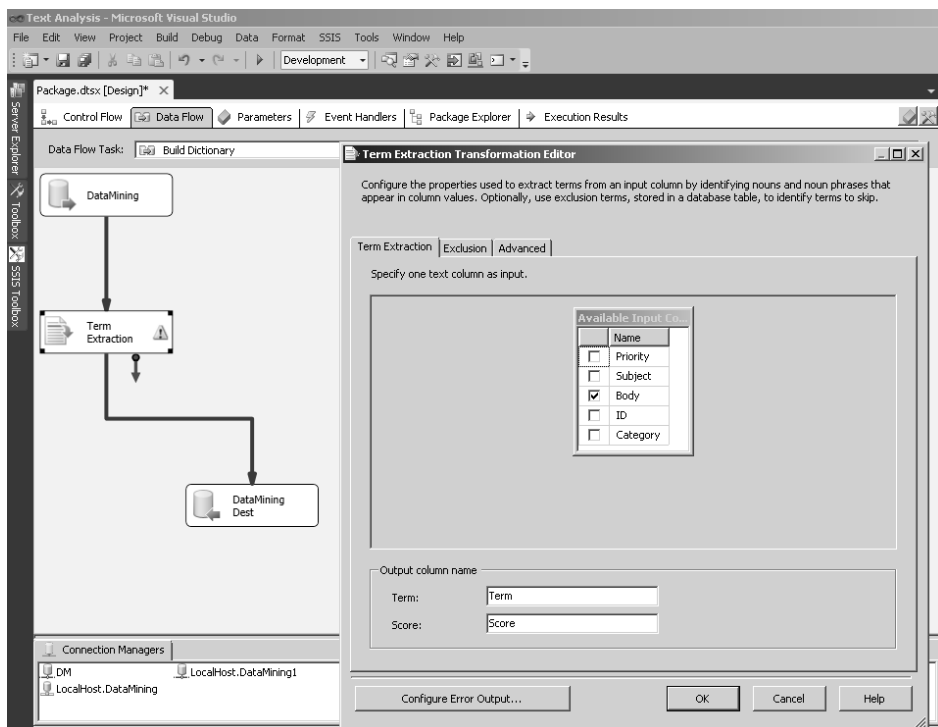 Text Analysis - Microsoft Visual Studio
File Edit View Project Build Debug Data Format SSIS Tools Window Help
Development
Server Explorer
Toolbox
SSIS Toolbox
Package.dtsx [Design]*
Control Flow Data Flow Parameters Event Handlers Package Explorer Execution Results
Data Flow Task: Build Dictionary
DataMining
Term
Extraction
DataMining
Dest
Connection Managers
DM LocalHost.DataMining1
LocalHost.DataMining
Term Extraction Transformation Editor
Configure the properties used to extract terms from an input column by identifying nouns and noun phrases that
appear in column values. Optionally, use exclusion terms, stored in a database table, to identify terms to skip.
Term Extraction Exclusion Advanced
Specify one text column as input.
Available Input Co...
Name
Priority
Subject
Body
ID
Category
Output column name
Term: Term
Score: Score
Configure Error Output... OK Cancel Help